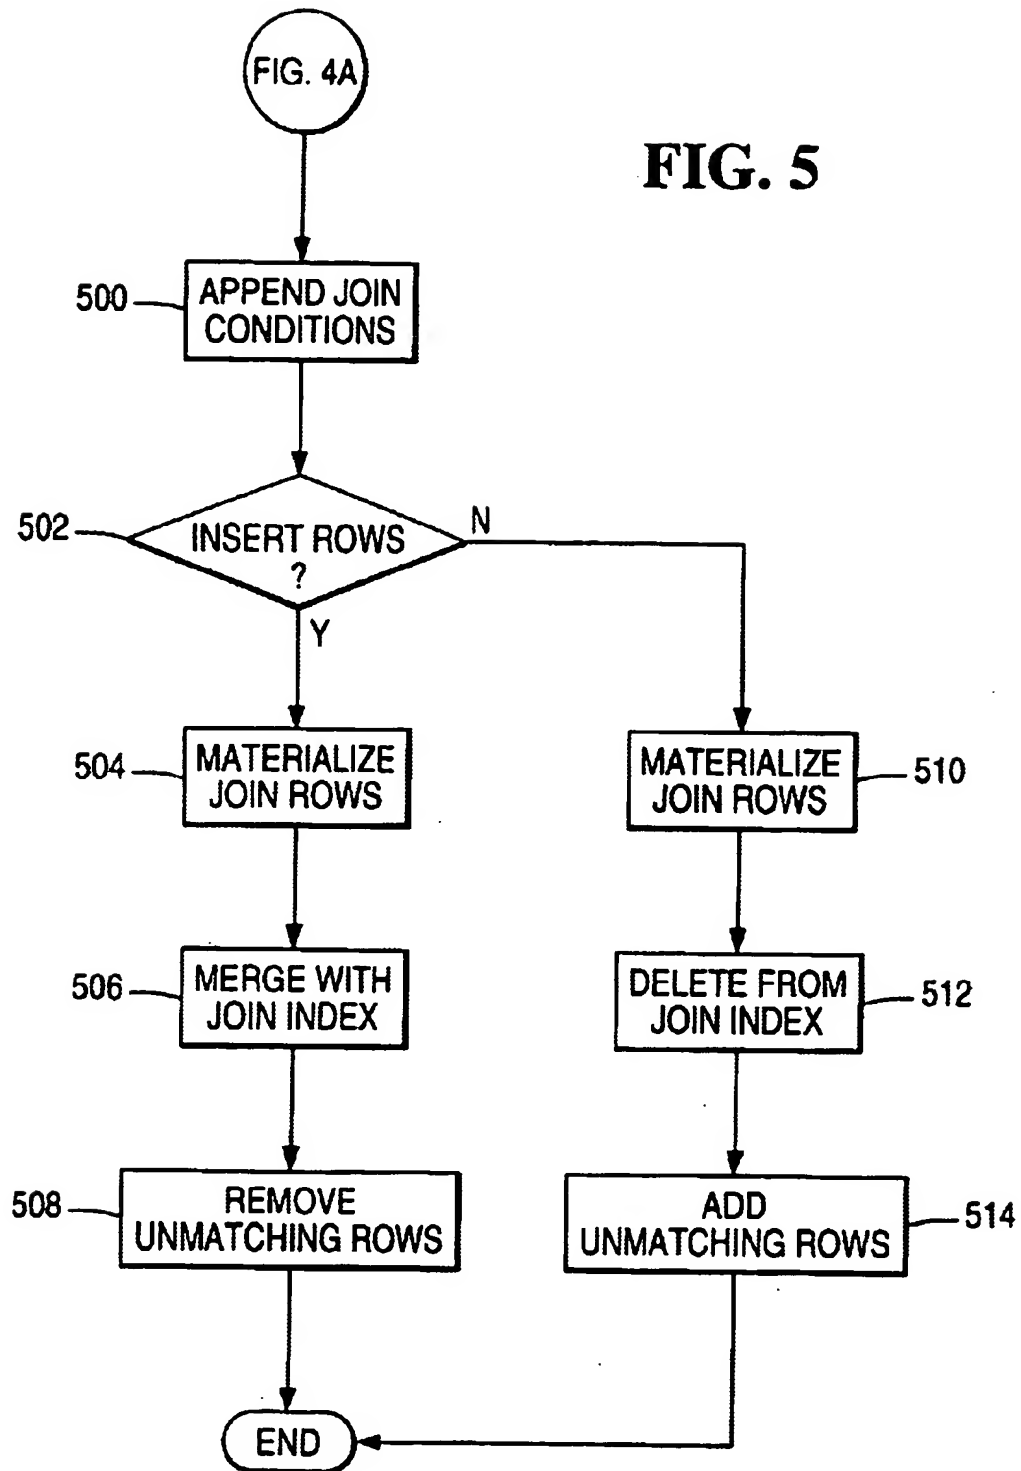 FIG. 4A
FIG. 5
500
APPEND JOIN
CONDITIONS
502
INSERT ROWS
?
N
Y
504
MATERIALIZE
JOIN ROWS
MATERIALIZE
JOIN ROWS
510
506
MERGE WITH
JOIN INDEX
DELETE FROM
JOIN INDEX
512
508
REMOVE
UNMATCHING ROWS
ADD
UNMATCHING ROWS
514
END